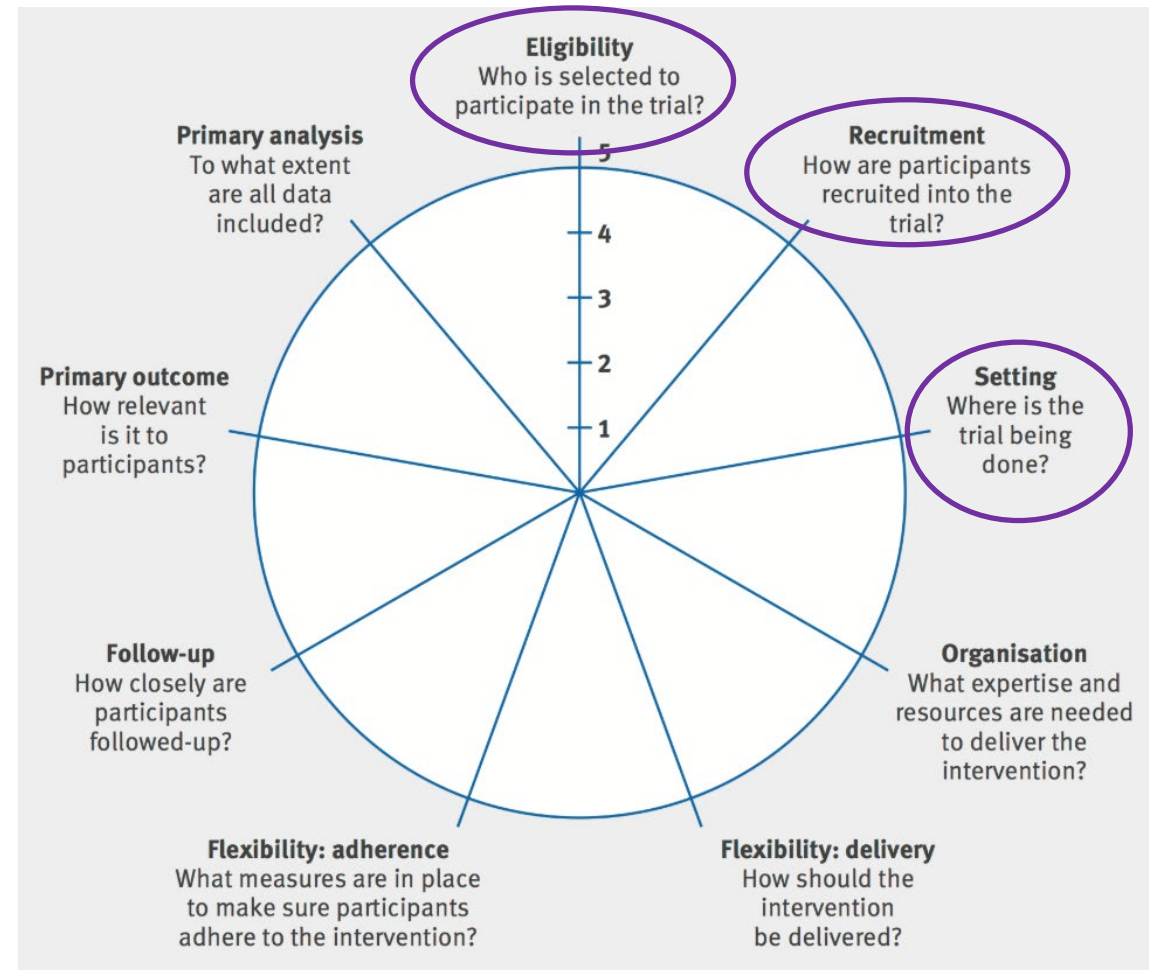 Eligibility
Who is selected to
participate in the trial?
Recruitment
How are participants
recruited into the
trial?
Setting
Where is the
trial being
done?
Organisation
What expertise and
resources are needed
to deliver the
intervention?
Flexibility: delivery
How should the
intervention
be delivered?
Flexibility: adherence
What measures are in place
to make sure participants
adhere to the intervention?
Follow-up
How closely are
participants
followed-up?
Primary outcome
How relevant
is it to
participants?
Primary analysis
To what extent
are all data
included?
5
4
3
2
1